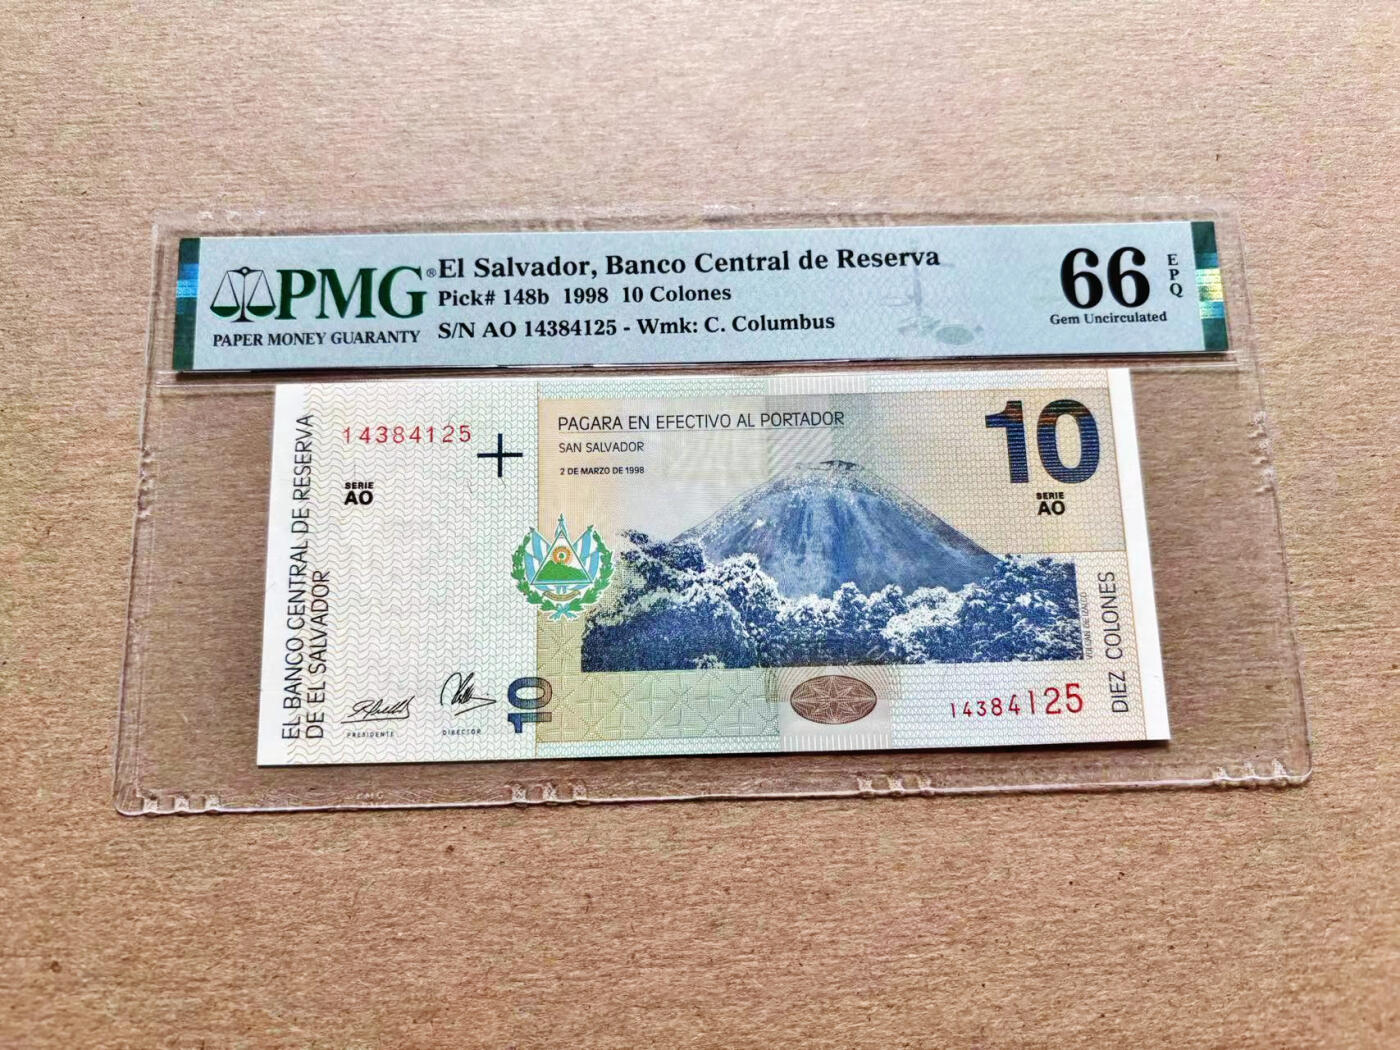 PMG®
PAPER MONEY GUARANTY
El Salvador, Banco Central de Reserva
Pick# 148b 1998 10 Colones
S/N AO 14384125 - Wmk: C. Columbus
66
EPQ
Gem Uncirculated
EL BANCO CENTRAL DE RESERVA
DE EL SALVADOR
14384125
SERIE
AO
PAGARA EN EFECTIVO AL PORTADOR
SAN SALVADOR
2 DE MARZO DE 1998
10
SERIE
AO
PRESIDENTE
DIRECTOR
10
14384125
DIEZ COLONES
PMG